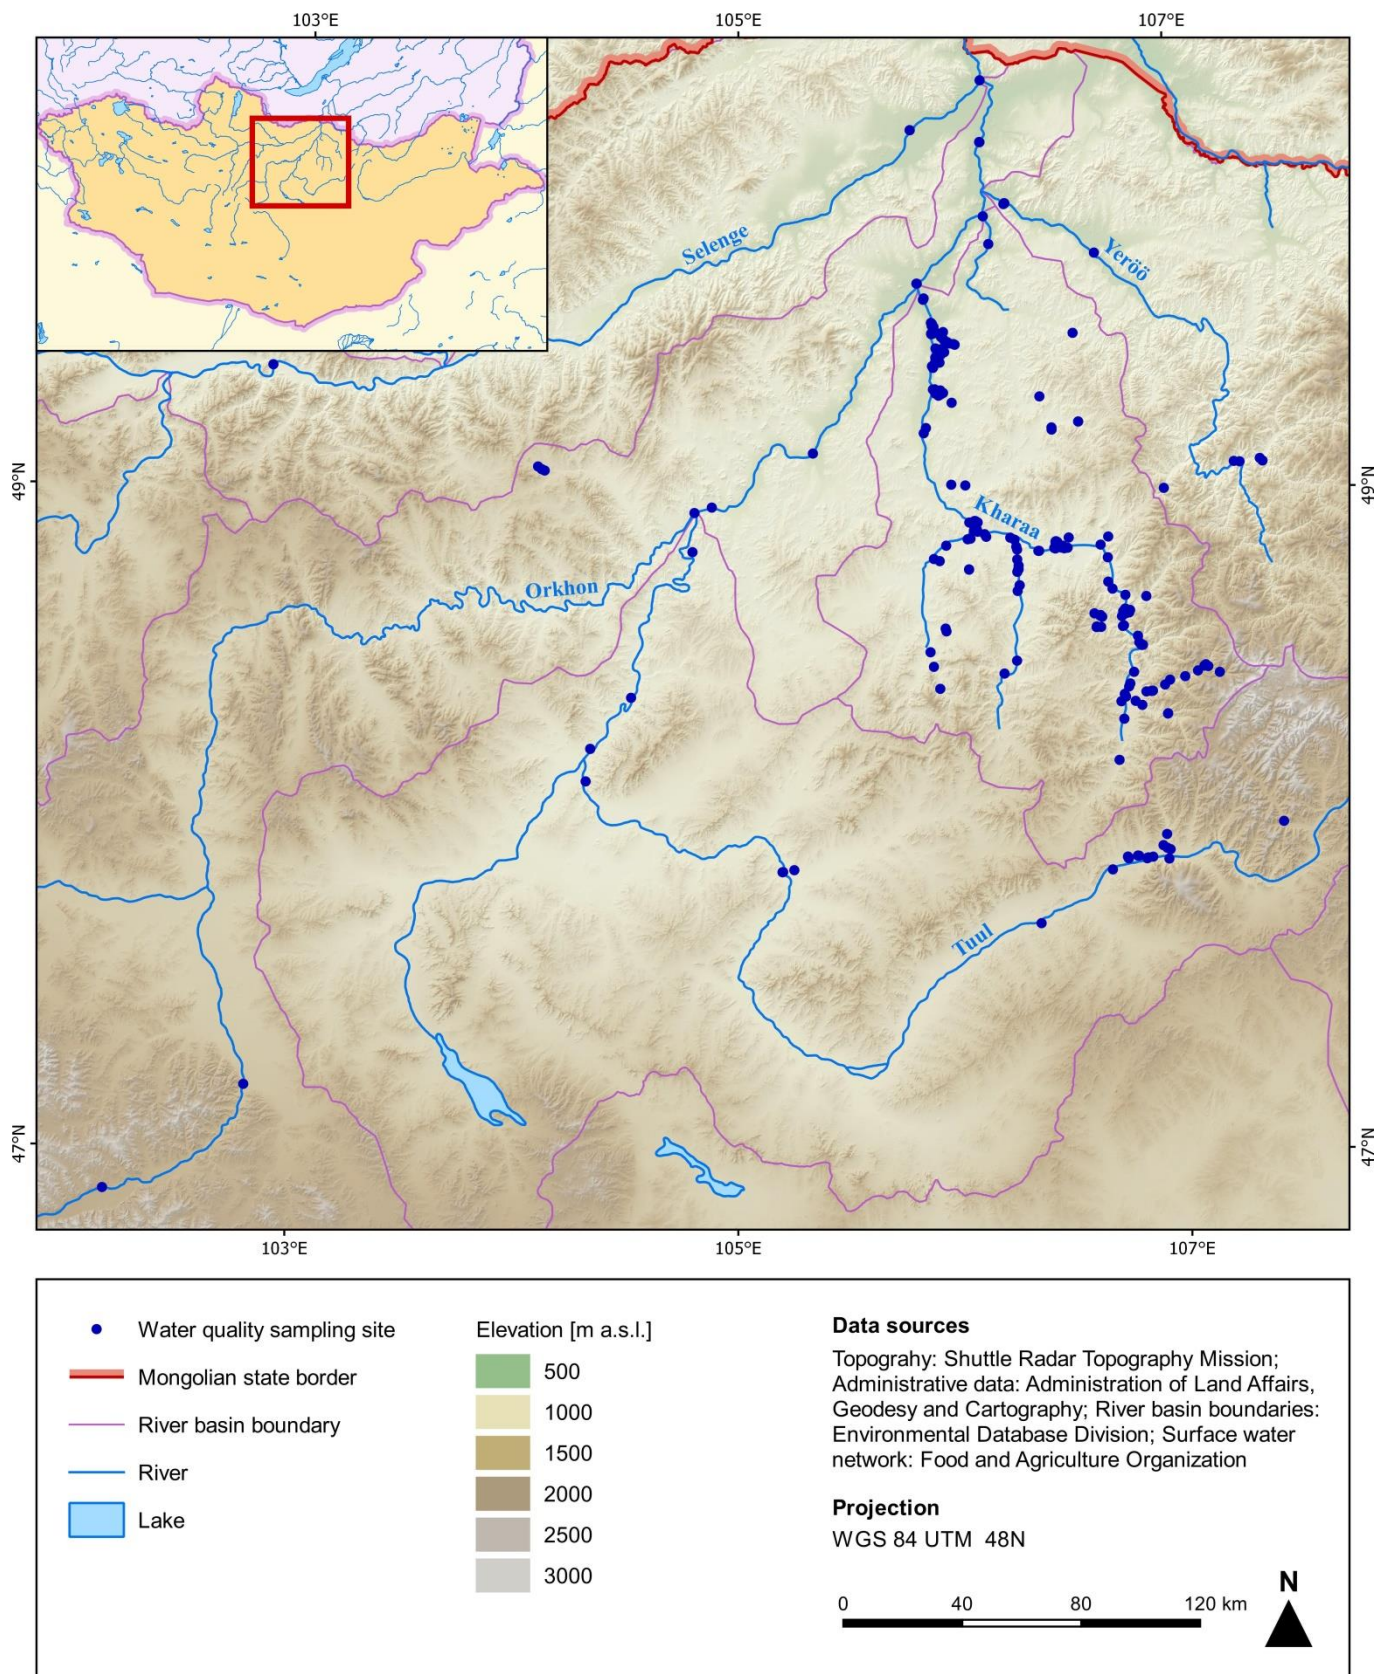 103°E
105°E
107°E
Selenge
Yeröö
49°N
49°N
Kharaa
Orkhon
Tuul
47°N
47°N
103°E
105°E
107°E
Water quality sampling site
Mongolian state border
River basin boundary
River
Lake
Elevation [m a.s.l.]
500
1000
1500
2000
2500
3000
Data sources
Topograhy: Shuttle Radar Topography Mission;
Administrative data: Administration of Land Affairs,
Geodesy and Cartography; River basin boundaries:
Environmental Database Division; Surface water
network: Food and Agriculture Organization
Projection
WGS 84 UTM 48N
0 40 80 120 km
N